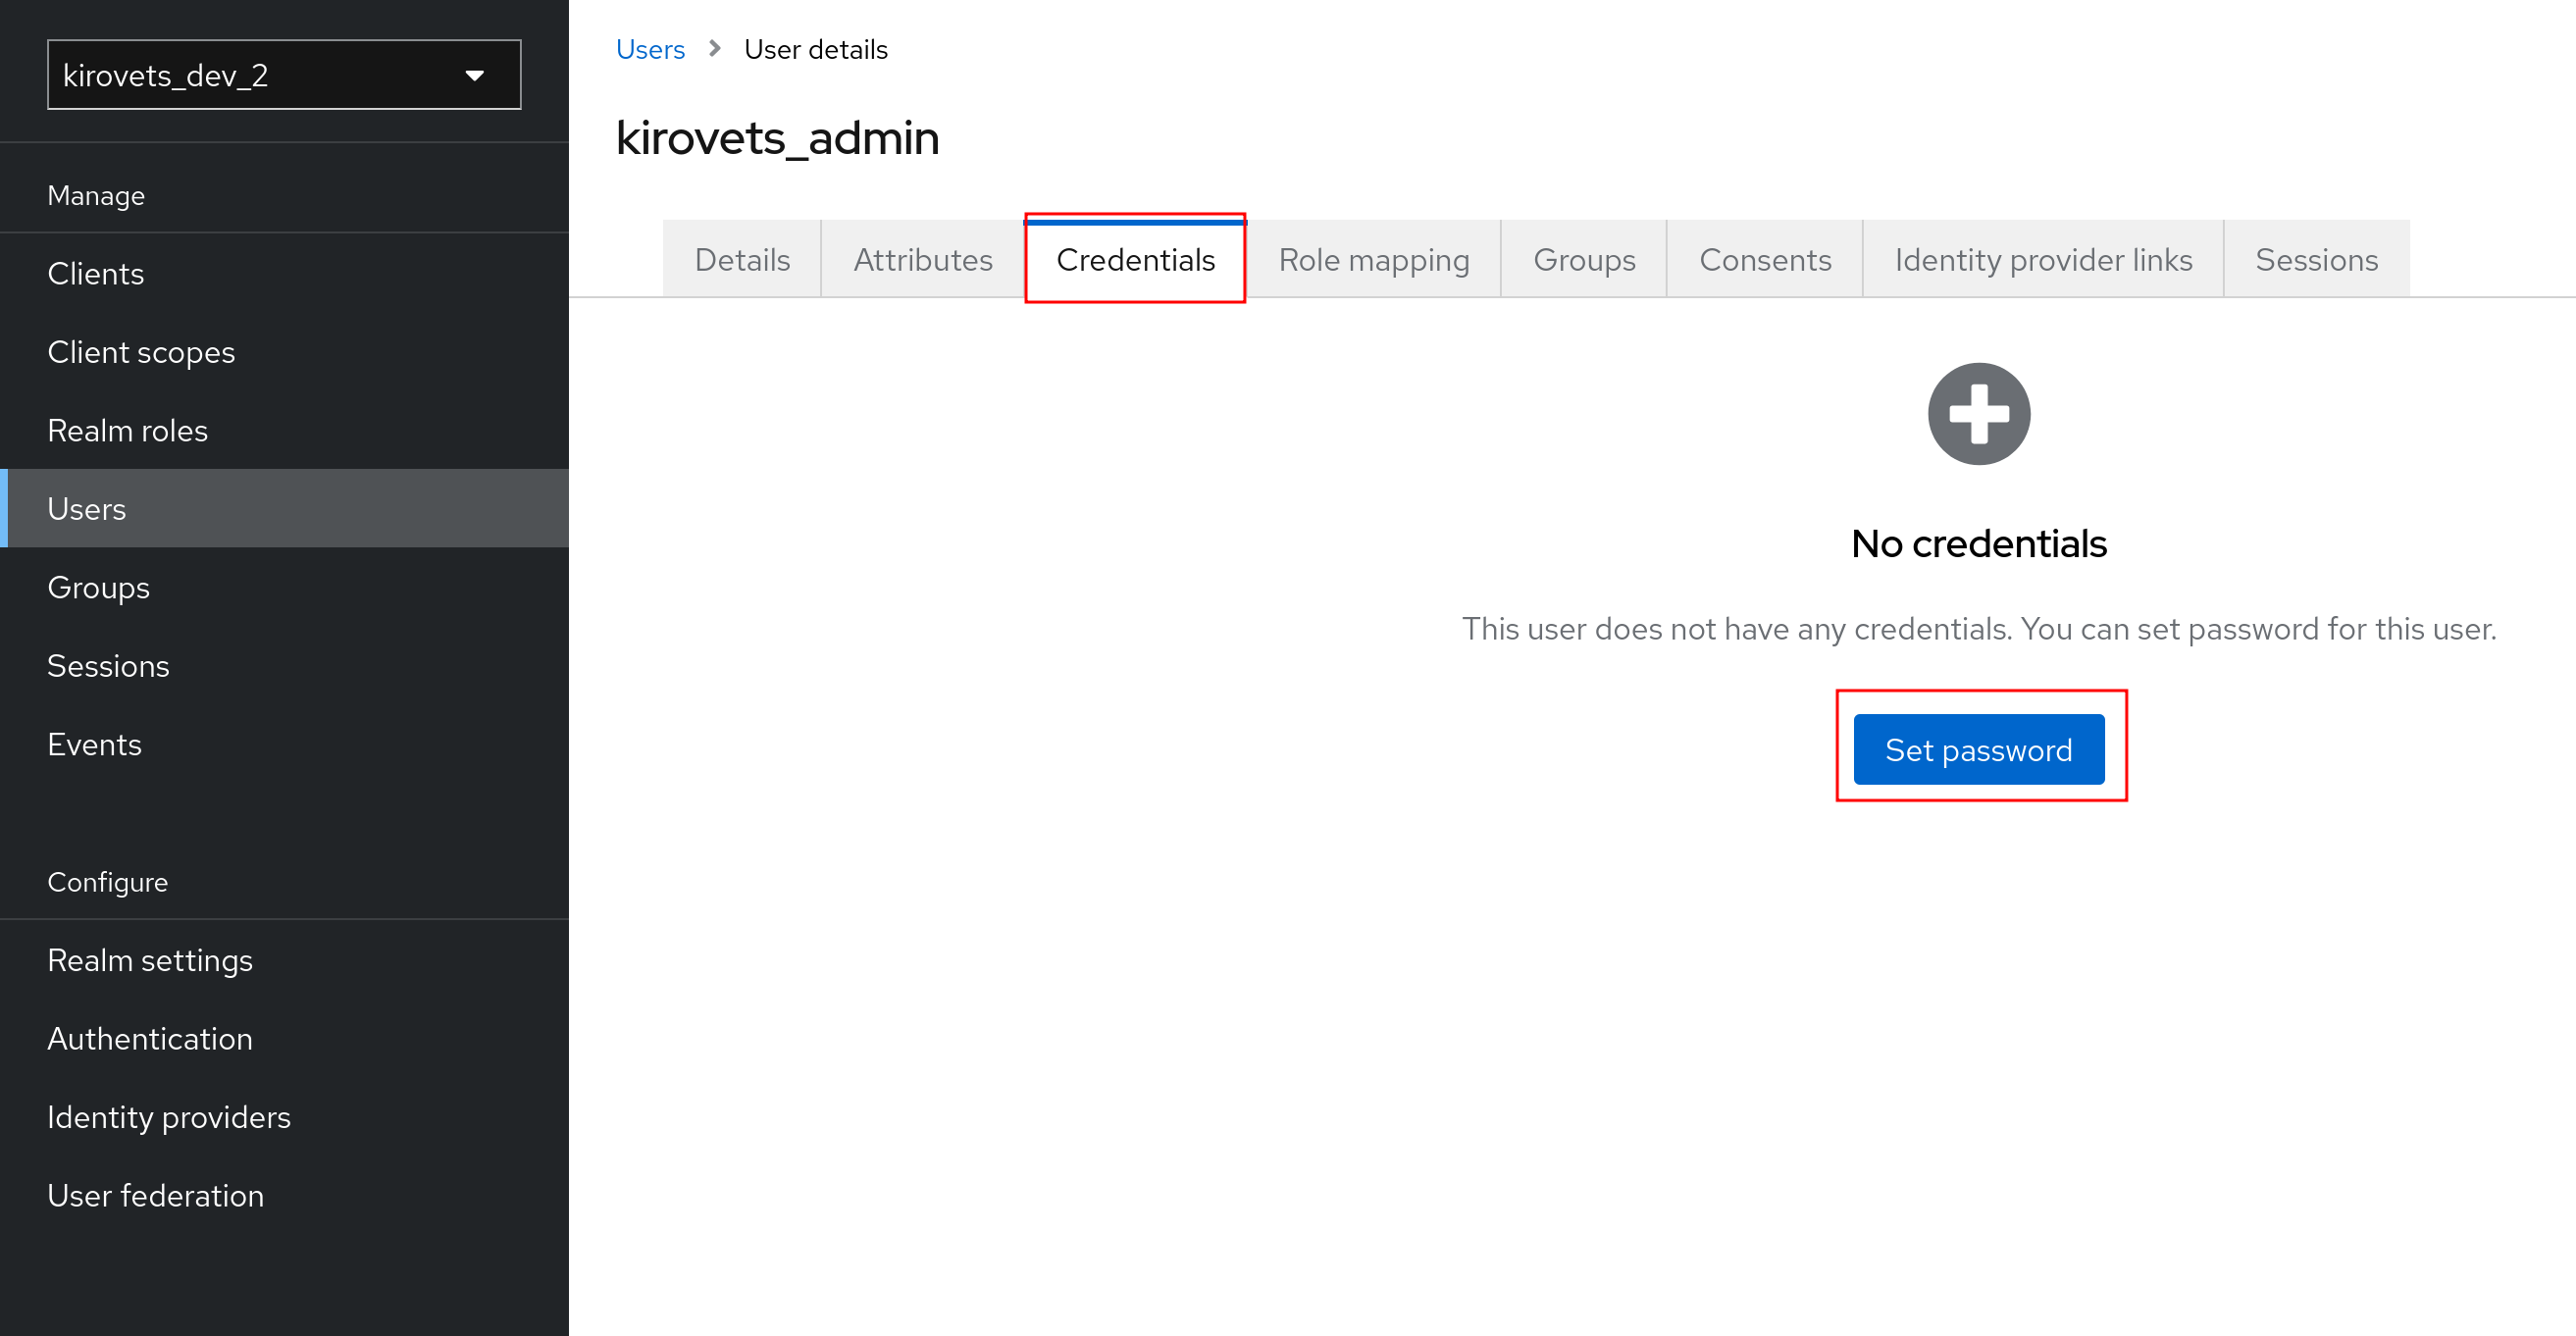 kirovets_dev_2
Manage
Clients
Client scopes
Realm roles
Users
Groups
Sessions
Events
Configure
Realm settings
Authentication
Identity providers
User federation
Users User details
kirovets_admin
Details Attributes Credentials Role mapping Groups Consents Identity provider links Sessions
No credentials
This user does not have any credentials. You can set password for this user.
Set password